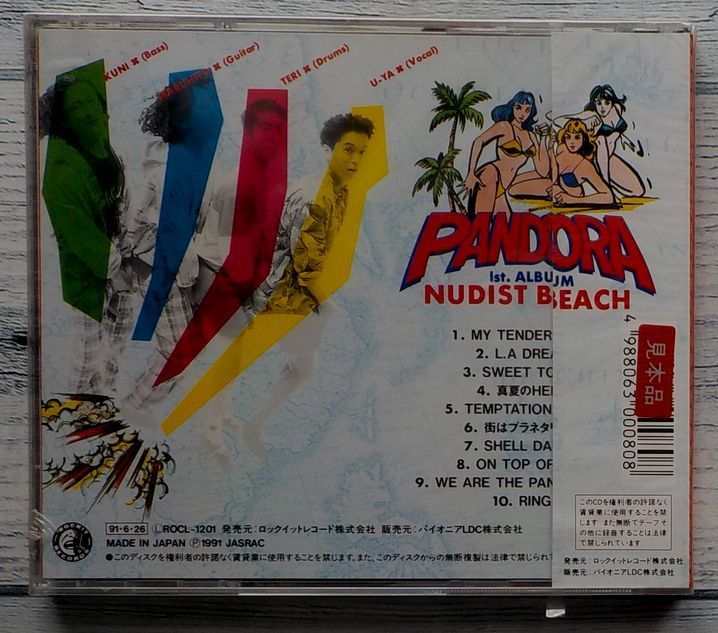 KUNI ✖ (Bass)
(Guitar)
TERI ✖ (Drums)
U-YA ✖ (Vocal)
PANDORA
1st. ALBUM
NUDIST BEACH
1. MY TENDER
2. L.A DREA
3. SWEET TO
4. 真夏のHE
5. TEMPTATION
6. 街はプラネタ
7. SHELL DA
8. ON TOP OF
9. WE ARE THE PAN
10. RING
4 988063 000808
見本品
このCDを権利者の許諾なく
賃貸業に使用することを禁
じます また無断でテープそ
の他に録音することは法律
で禁じられています
発売元:ロックイットレコード株式会社
販売元:パイオニアLDC株式会社
91・6・26 ⓁROCL-1201 発売元:ロックイットレコード株式会社 販売元:パイオニアLDC株式会社
MADE IN JAPAN Ⓟ1991 JASRAC
●このディスクを権利者の許諾なく賃貸業に使用することを禁じます。また、このディスクからの無断複製は法律で禁じられて